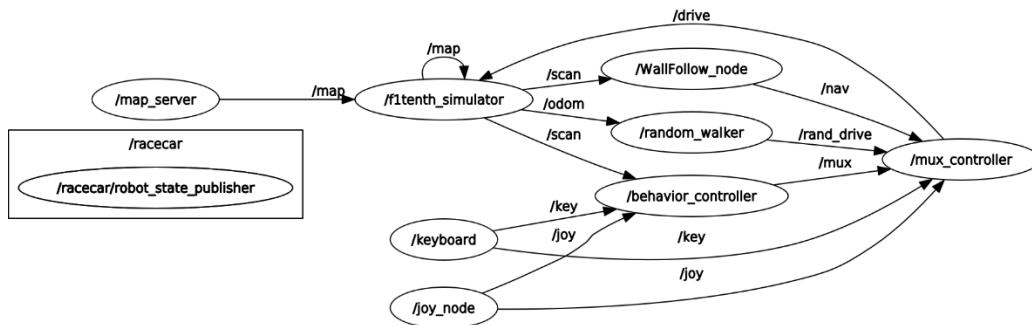 /drive
/map
/scan
/WallFollow_node
/map_server
/map
/f1tenth_simulator
/nav
/odom
/random_walker
/rand_drive
/scan
/mux_controller
/racecar
/mux
/racecar/robot_state_publisher
/behavior_controller
/key
/keyboard
/joy
/key
/joy
/joy_node